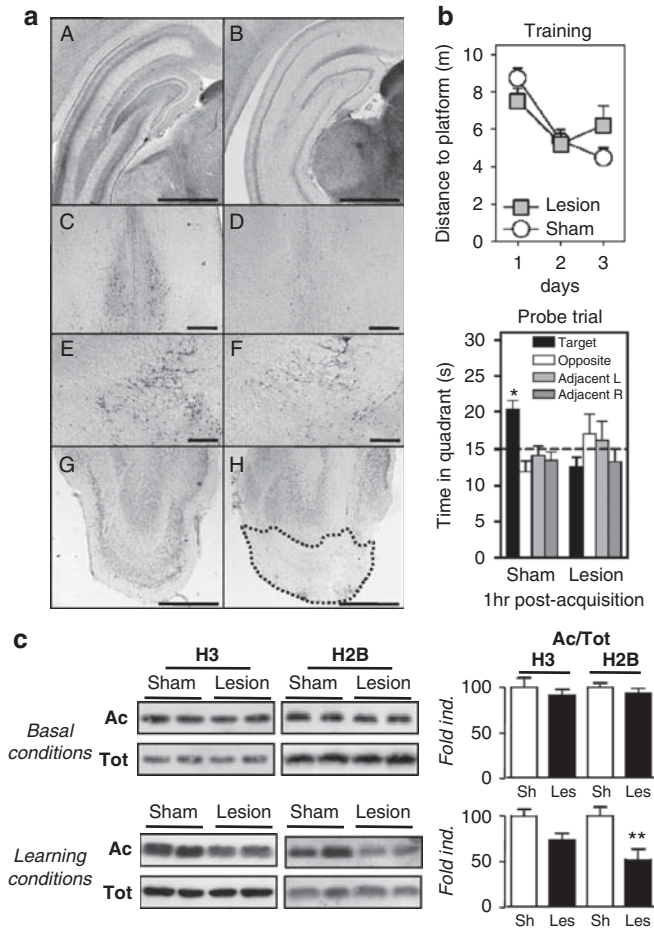 a
A
B
C
D
E
F
G
H
b
Training
Distance to platform (m)
10
8
6
4
2
0
Lesion
Sham
1 2 3
days
Probe trial
Time in quadrant (s)
30
25
20
15
10
5
0
Target
Opposite
Adjacent L
Adjacent R
*
Sham Lesion
1hr post-acquisition
c
H3 H2B
Sham Lesion Sham Lesion
Basal
conditions
Ac
Tot
Sham Lesion Sham Lesion
Learning
conditions
Ac
Tot
Ac/Tot
H3 H2B
Fold ind.
100
50
0
Sh Les Sh Les
Fold ind.
100
50
0
**
Sh Les Sh Les